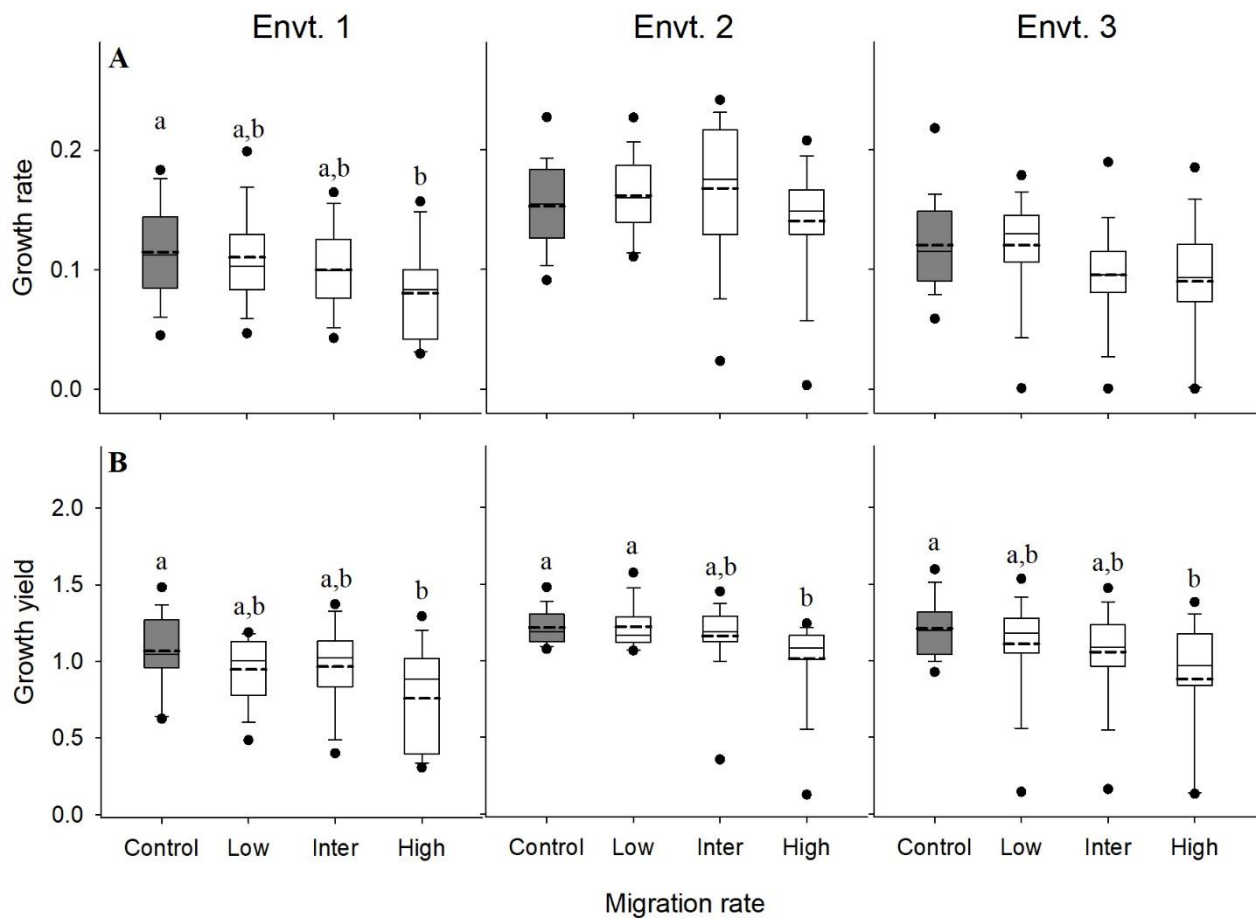 Envt. 1 Envt. 2 Envt. 3
A
a a,b a,b b
Growth rate
0.2
0.1
0.0
B
a a,b a,b b a a a,b b a a,b a,b b
Growth yield
2.0
1.5
1.0
0.5
0.0
Control Low Inter High Control Low Inter High Control Low Inter High
Migration rate